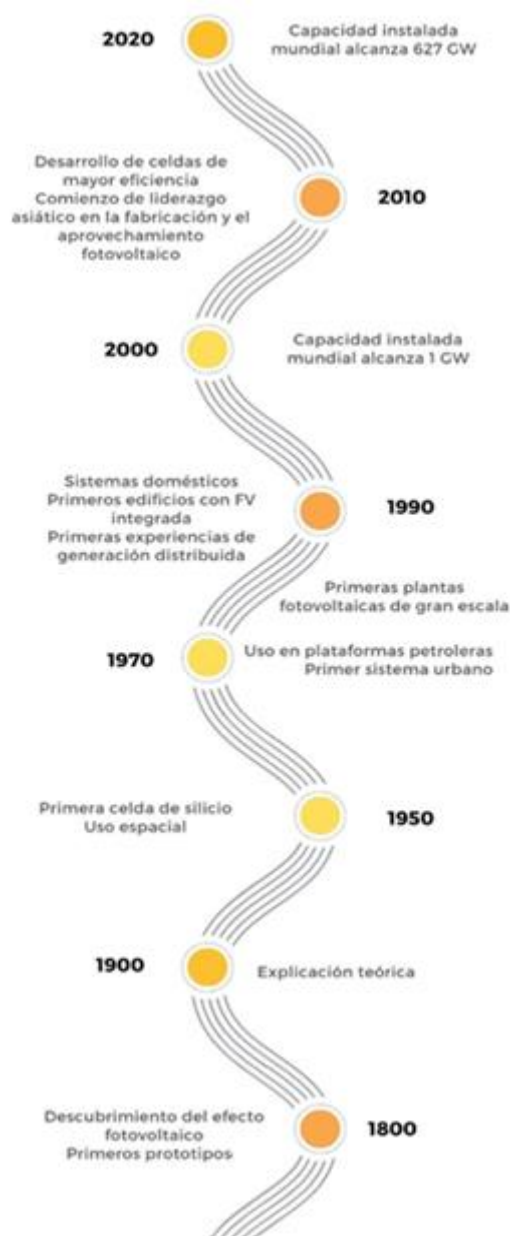 2020
Capacidad instalada
mundial alcanza 627 GW
Desarrollo de celdas de
mayor eficiencia
Comienzo de liderazgo
asiático en la fabricación y el
aprovechamiento
fotovoltaico
2010
2000
Capacidad instalada
mundial alcanza 1 GW
Sistemas domésticos
Primeros edificios con FV
integrada
Primeras experiencias de
generación distribuida
1990
Primeras plantas
fotovoltaicas de gran escala
1970
Uso en plataformas petroleras
Primer sistema urbano
Primera celda de silicio
Uso espacial
1950
1900
Explicación teórica
Descubrimiento del efecto
fotovoltaico
Primeros prototipos
1800